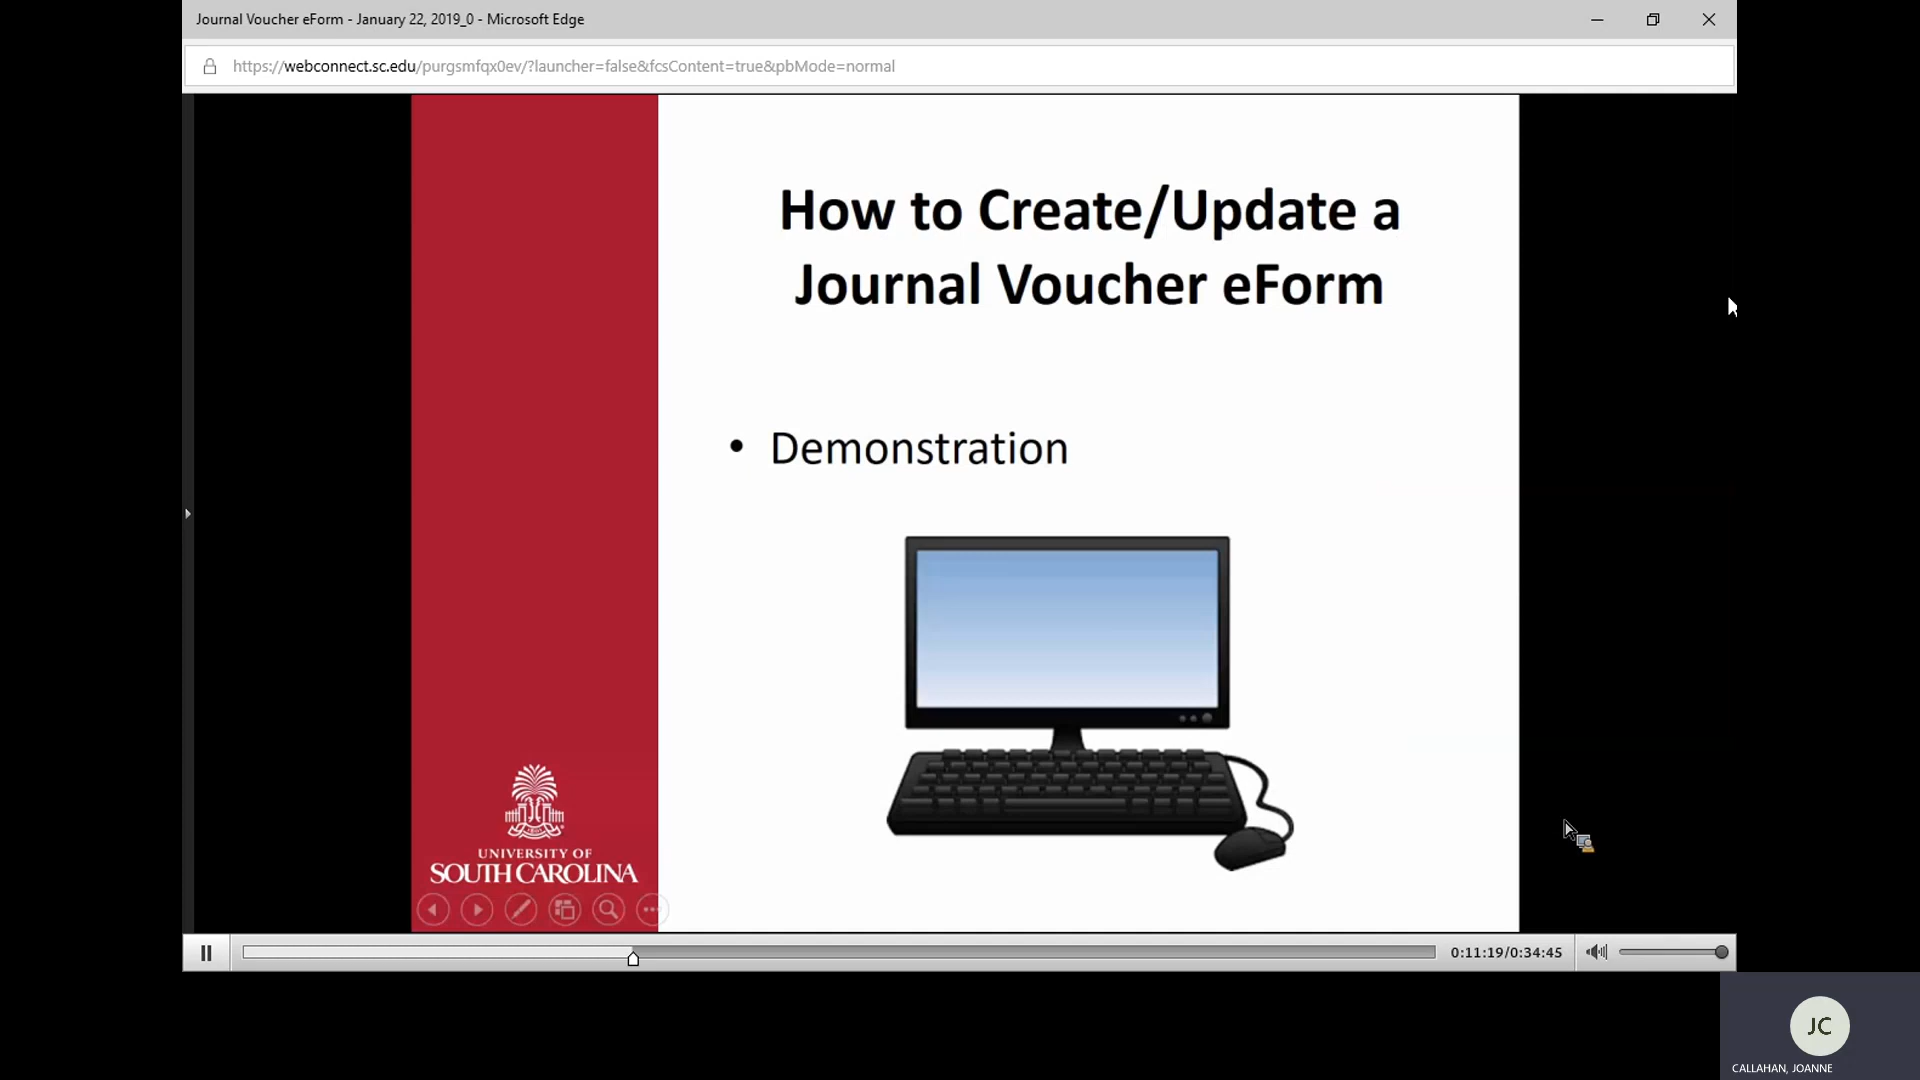 Journal Voucher eForm - January 22, 2019_0 - Microsoft Edge
https://webconnect.sc.edu/purgsmfqx0ev/?launcher=false&fcsContent=true&pbMode=normal
How to Create/Update a
Journal Voucher eForm
• Demonstration
UNIVERSITY OF
SOUTH CAROLINA
0:11:19/0:34:45
JC
CALLAHAN, JOANNE